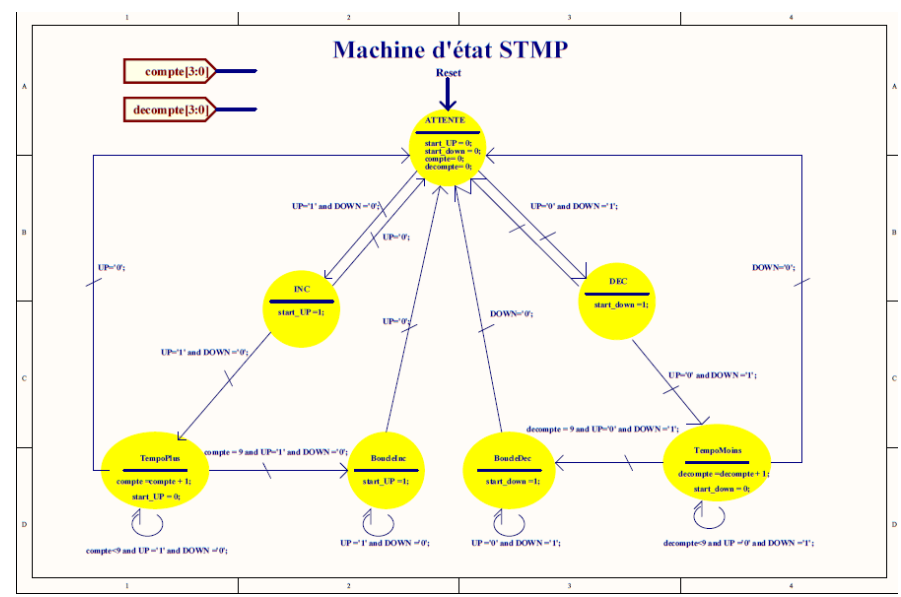 1 2 3 4
Machine d'état STMP
compte[3:0]
decompte[3:0]
Reset
A A
ATTENTE
start_UP = 0;
start_down = 0;
compte= 0;
decompte= 0;
UP='1' and DOWN ='0';
UP='0' and DOWN ='1';
B B
UP='0';
UP='0';
DOWN='0';
INC
start_UP =1;
DEC
start_down =1;
UP='0';
DOWN='0';
UP='1' and DOWN ='0';
UP='0' and DOWN ='1';
C C
compte = 9 and UP='1' and DOWN ='0';
decompte = 9 and UP='0' and DOWN ='1';
TempoPlus
compte =compte + 1;
start_UP = 0;
BoucleInc
start_UP =1;
BoucleDec
start_down =1;
TempoMoins
decompte =decompte + 1;
start_down = 0;
D D
compte<9 and UP ='1' and DOWN ='0';
UP ='1' and DOWN ='0';
UP ='0' and DOWN ='1';
decompte<9 and UP ='0' and DOWN ='1';
1 2 3 4